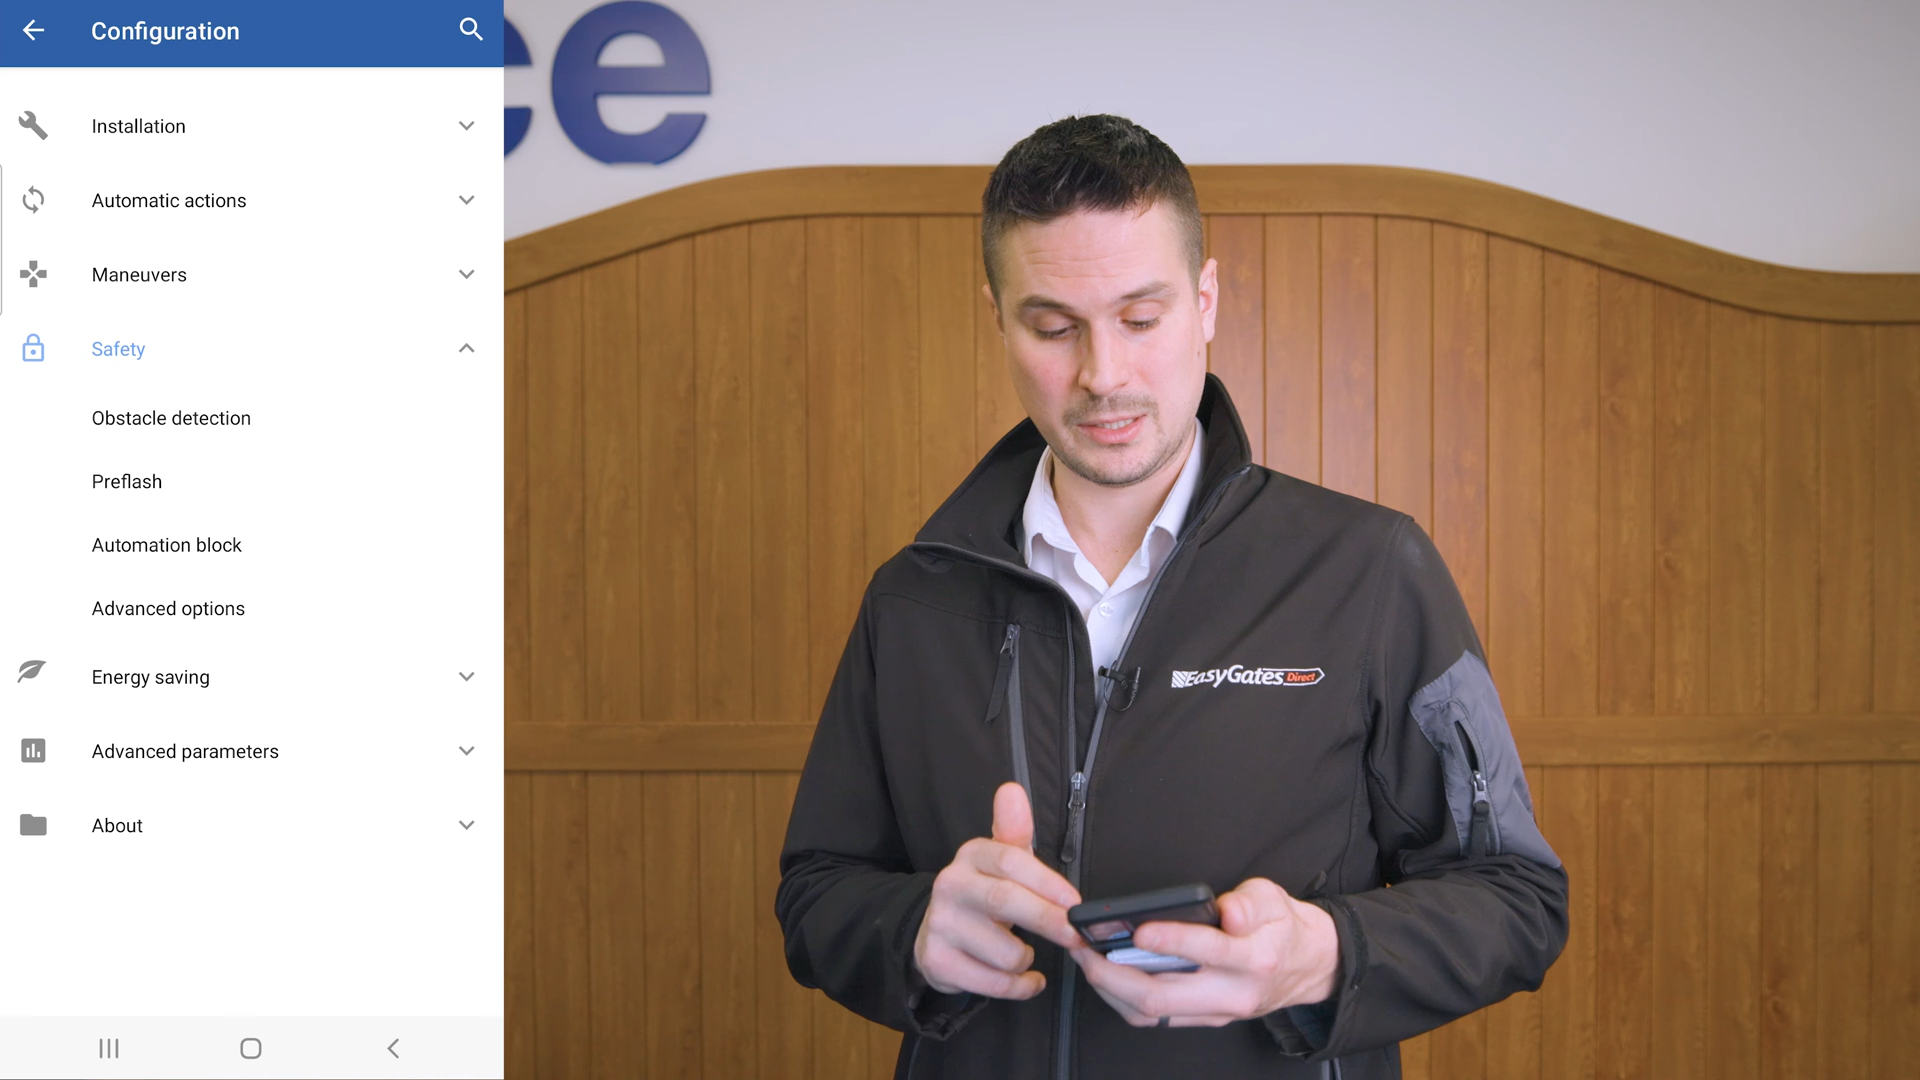 Configuration
Installation
Automatic actions
Maneuvers
Safety
Obstacle detection
Preflash
Automation block
Advanced options
Energy saving
Advanced parameters
About
ce
EasyGates Direct